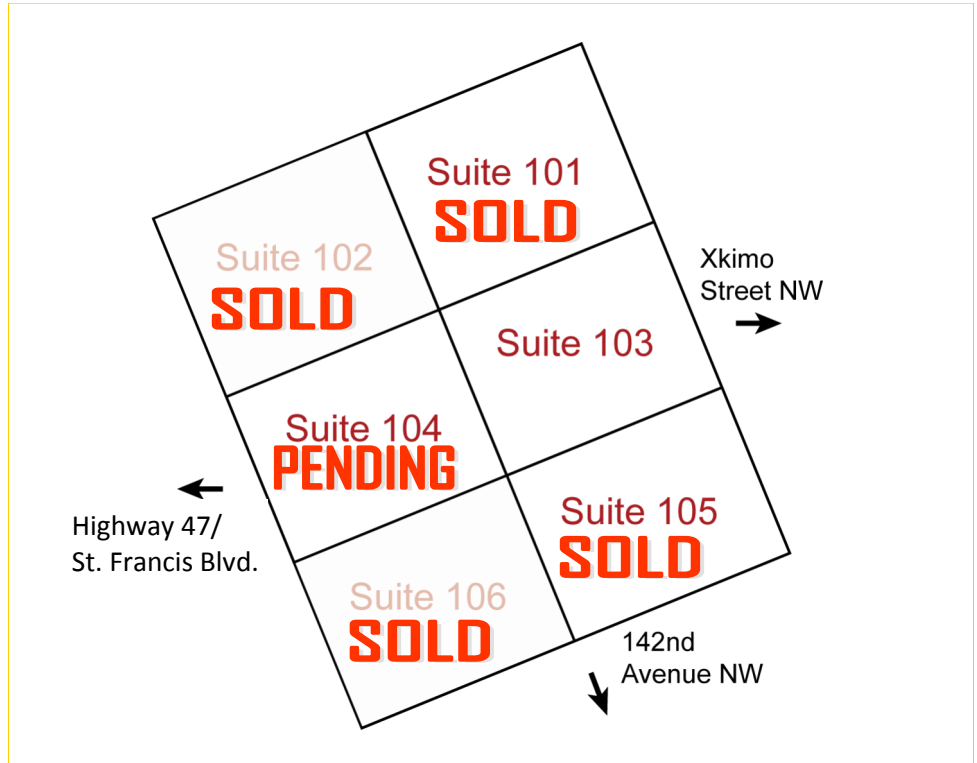 Suite 101
SOLD
Suite 102
SOLD
Xkimo
Street NW
Suite 103
Suite 104
PENDING
Highway 47/
St. Francis Blvd.
Suite 105
SOLD
Suite 106
SOLD
142nd
Avenue NW